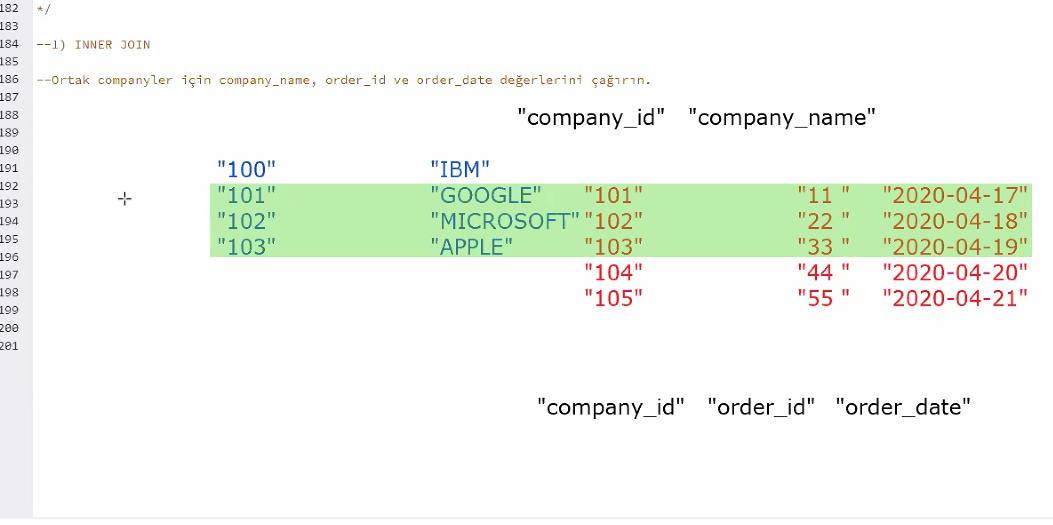 182 */
183
184 --1) INNER JOIN
185
186 --Ortak companyler için company_name, order_id ve order_date değerlerini çağırın.
187
188 "company_id" "company_name"
189
190
191 "100" "IBM"
192 "101" "GOOGLE" "101" "11 " "2020-04-17"
193
194 "102" "MICROSOFT" "102" "22 " "2020-04-18"
195 "103" "APPLE" "103" "33 " "2020-04-19"
196
197 "104" "44 " "2020-04-20"
198 "105" "55 " "2020-04-21"
199
200
201
"company_id" "order_id" "order_date"